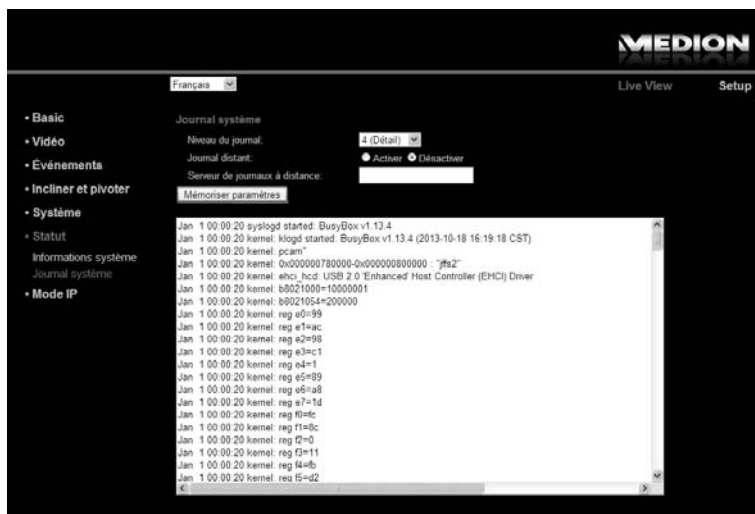 MEDION
Français
Live View
Setup
• Basic
• Vidéo
• Événements
• Incliner et pivoter
• Système
• Statut
Informations système
Journal système
• Mode IP
Journal système
Niveau du journal: 4 (Détail)
Journal distant: Activer Désactiver
Serveur de journaux à distance:
Mémoriser paramètres
Jan 1 00:00:20 syslogd started: BusyBox v1.13.4
Jan 1 00:00:20 kernel: klogd started: BusyBox v1.13.4 (2013-10-18 16:19:18 CST)
Jan 1 00:00:20 kernel: pcam"
Jan 1 00:00:20 kernel: 0x000000780000-0x000000800000 : "jffs2"
Jan 1 00:00:20 kernel: ehci_hcd: USB 2.0 'Enhanced' Host Controller (EHCI) Driver
Jan 1 00:00:20 kernel: b8021000=10000001
Jan 1 00:00:20 kernel: b8021054=200000
Jan 1 00:00:20 kernel: reg e0=99
Jan 1 00:00:20 kernel: reg e1=ac
Jan 1 00:00:20 kernel: reg e2=98
Jan 1 00:00:20 kernel: reg e3=c1
Jan 1 00:00:20 kernel: reg e4=1
Jan 1 00:00:20 kernel: reg e5=89
Jan 1 00:00:20 kernel: reg e6=a8
Jan 1 00:00:20 kernel: reg e7=1d
Jan 1 00:00:20 kernel: reg f0=fc
Jan 1 00:00:20 kernel: reg f1=8c
Jan 1 00:00:20 kernel: reg f2=0
Jan 1 00:00:20 kernel: reg f3=11
Jan 1 00:00:20 kernel: reg f4=fb
Jan 1 00:00:20 kernel: reg f5=d2